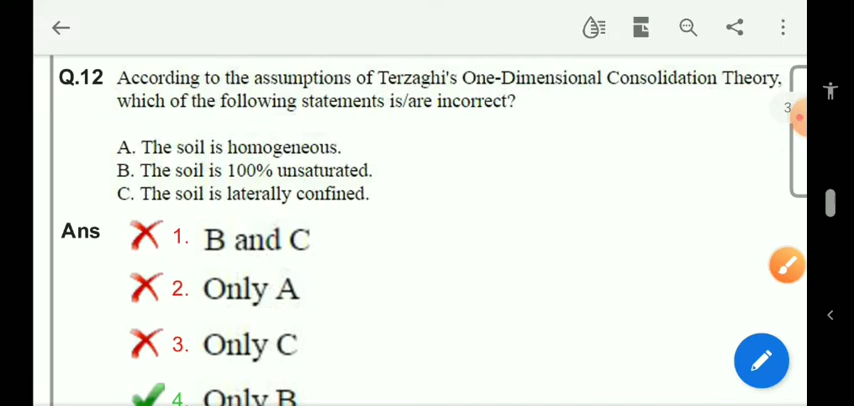 Q.12 According to the assumptions of Terzaghi's One-Dimensional Consolidation Theory,
which of the following statements is/are incorrect?
3
A. The soil is homogeneous.
B. The soil is 100% unsaturated.
C. The soil is laterally confined.
Ans 1. B and C
2. Only A
3. Only C
4. Only B